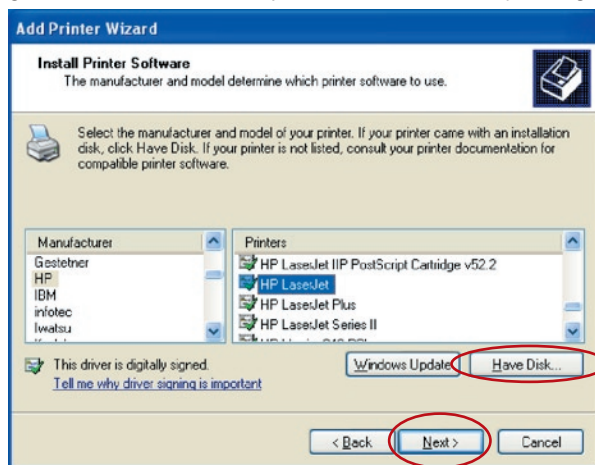 Add Printer Wizard
Install Printer Software
The manufacturer and model determine which printer software to use.
Select the manufacturer and model of your printer. If your printer came with an installation
disk, click Have Disk. If your printer is not listed, consult your printer documentation for
compatible printer software.
Manufacturer
Gestetner
HP
IBM
infotec
Iwatsu
Printers
HP LaserJet IIP PostScript Cartridge v52.2
HP LaserJet
HP LaserJet Plus
HP LaserJet Series II
This driver is digitally signed.
Tell me why driver signing is important
Windows Update
Have Disk...
< Back
Next >
Cancel